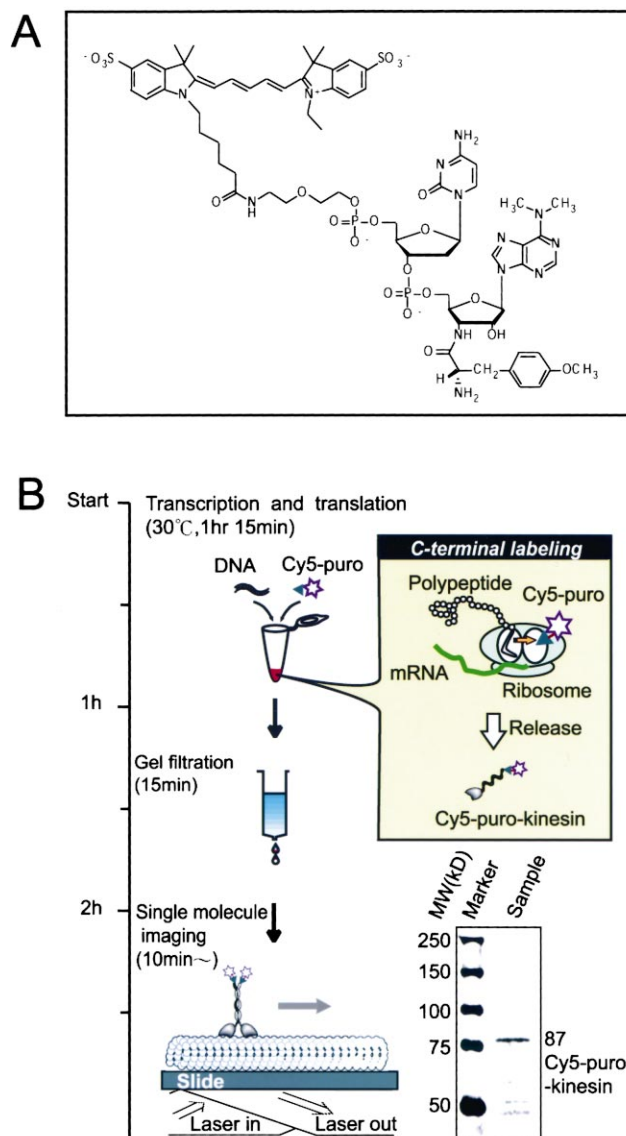 A
⁻O₃S
SO₃⁻
N
N⁺
O
N
H
O
O
O=P-O
O⁻
NH₂
N
O
N
O
O
O=P-O
O⁻
H₃C
CH₃
N
N
N
N
N
O
NH
OH
O
H
CH₂
OCH₃
NH₂
B
Start
Transcription and translation
(30℃,1hr 15min)
DNA
Cy5-puro
C-terminal labeling
Polypeptide
Cy5-puro
mRNA
Ribosome
1h
Release
Gel filtration
(15min)
Cy5-puro-kinesin
2h
Single molecule
imaging
(10min～)
MW(kD)
Marker
Sample
250
150
100
75
50
87
Cy5-puro
-kinesin
Slide
Laser in
Laser out